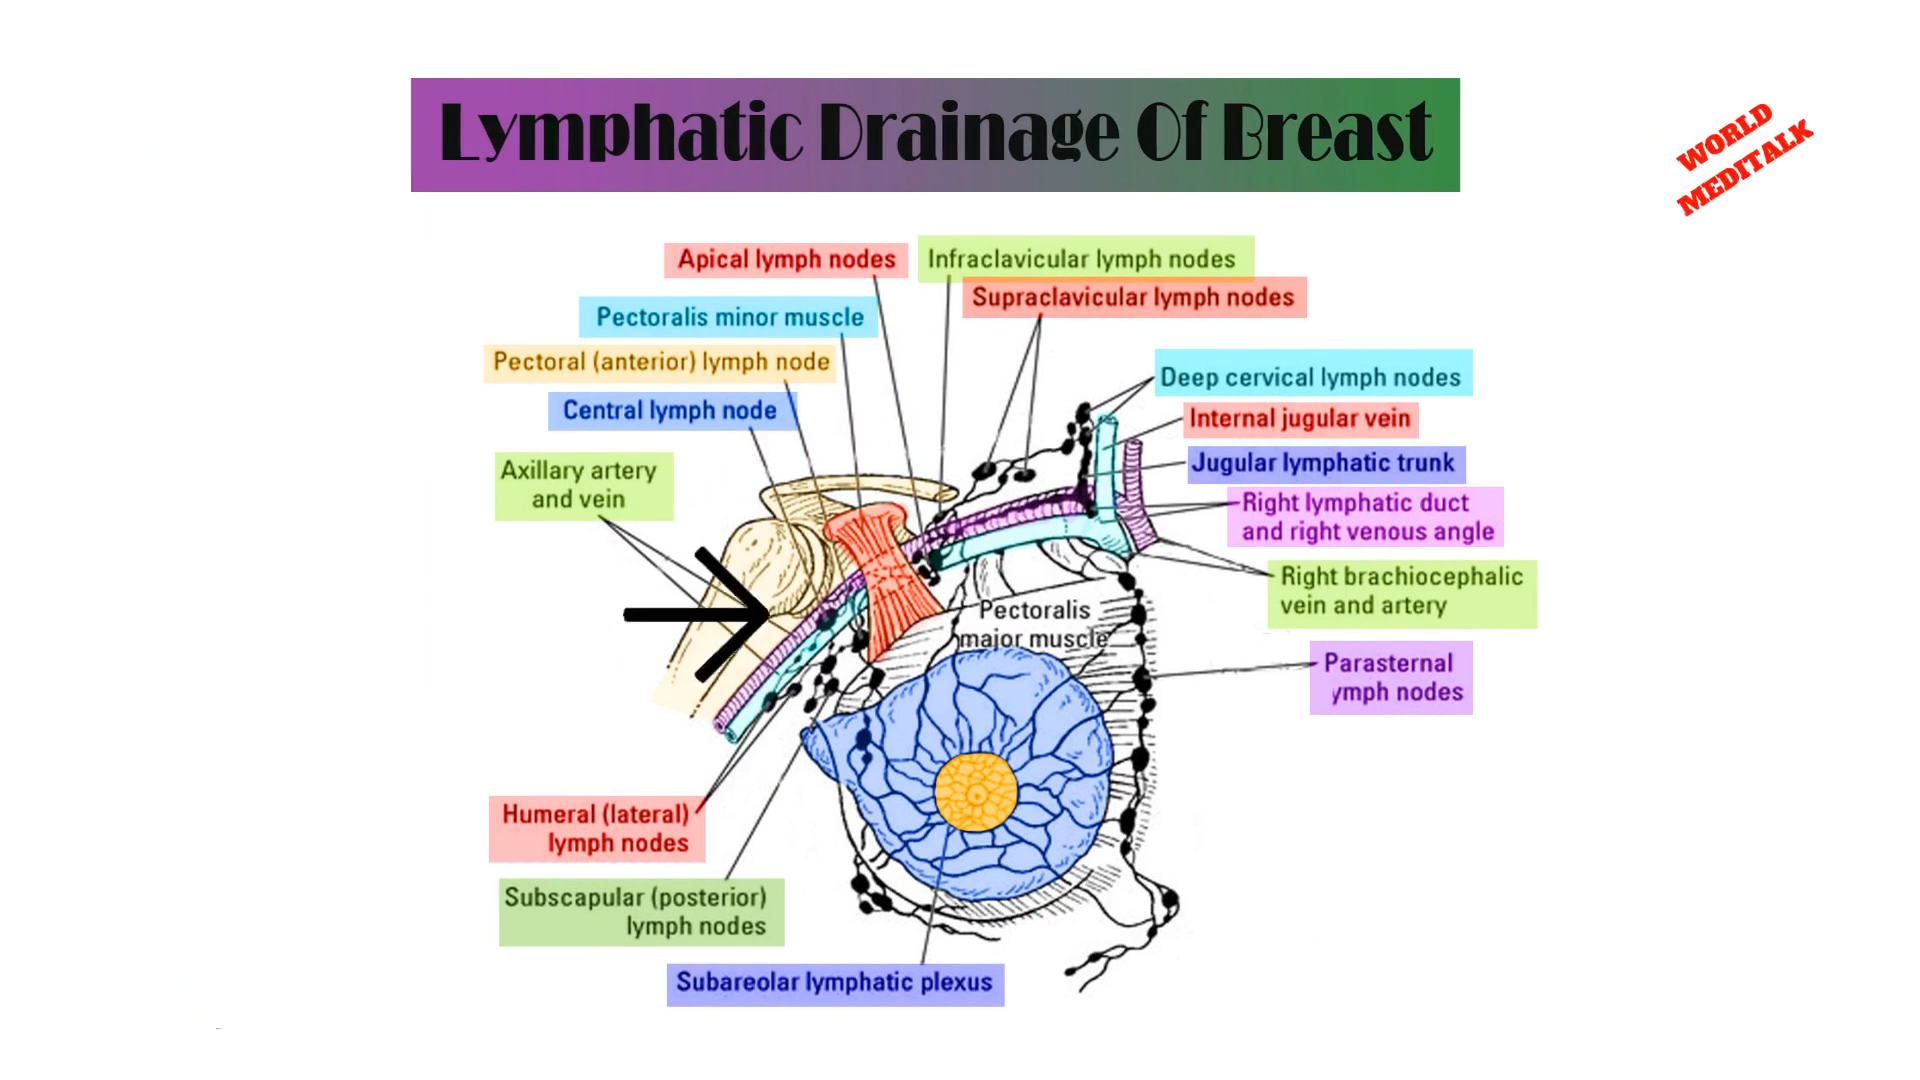 Lymphatic Drainage Of Breast
WORLD
MEDITALK
Apical lymph nodes
Infraclavicular lymph nodes
Supraclavicular lymph nodes
Pectoralis minor muscle
Pectoral (anterior) lymph node
Central lymph node
Axillary artery
and vein
Deep cervical lymph nodes
Internal jugular vein
Jugular lymphatic trunk
Right lymphatic duct
and right venous angle
Right brachiocephalic
vein and artery
Pectoralis
major muscle
Parasternal
ymph nodes
Humeral (lateral)
lymph nodes
Subscapular (posterior)
lymph nodes
Subareolar lymphatic plexus